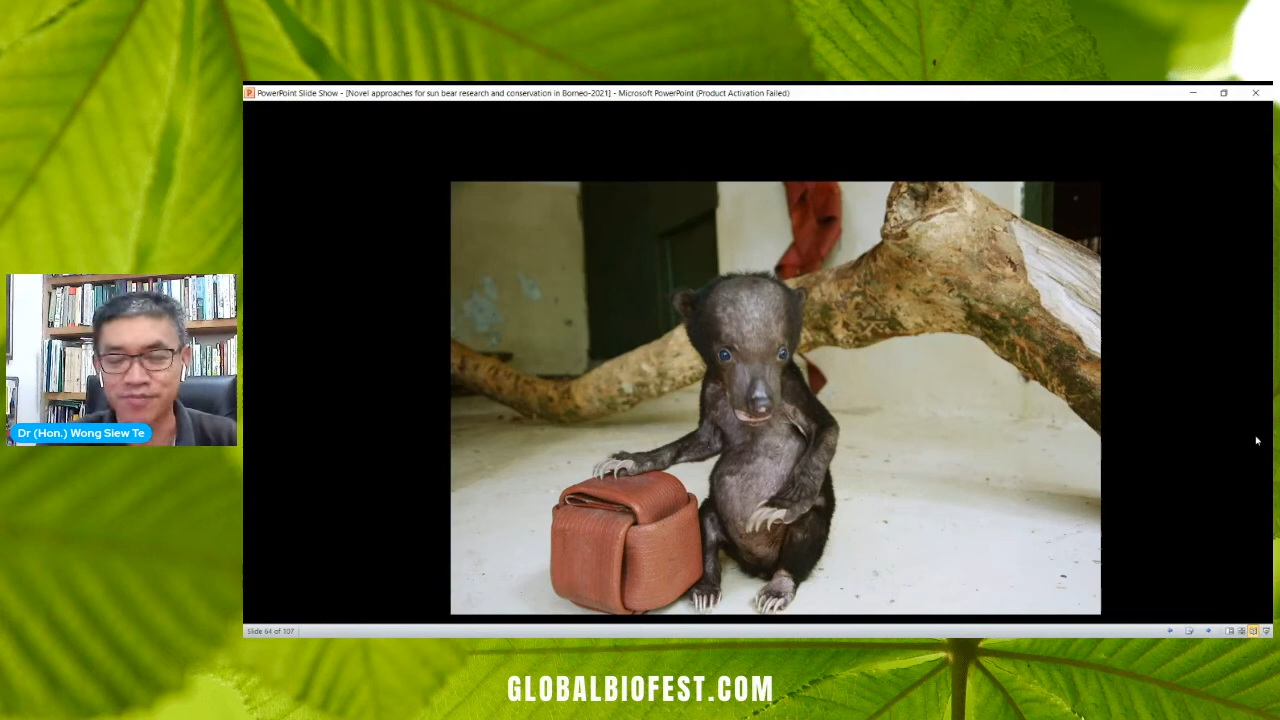 PowerPoint Slide Show - [Novel approaches for sun bear research and conservation in Borneo-2021] - Microsoft PowerPoint (Product Activation Failed)
Dr (Hon.) Wong Siew Te
Slide 64 of 107
GLOBALBIOFEST.COM